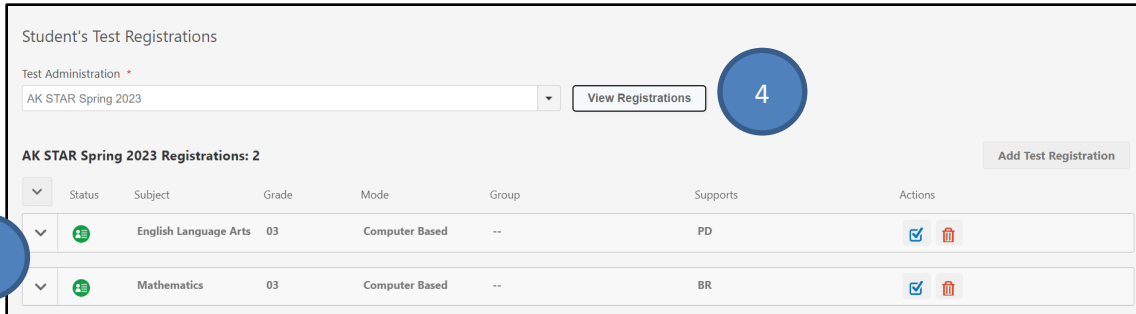 Student's Test Registrations
Test Administration *
AK STAR Spring 2023 View Registrations 4
AK STAR Spring 2023 Registrations: 2 Add Test Registration
Status Subject Grade Mode Group Supports Actions
English Language Arts 03 Computer Based -- PD
Mathematics 03 Computer Based -- BR